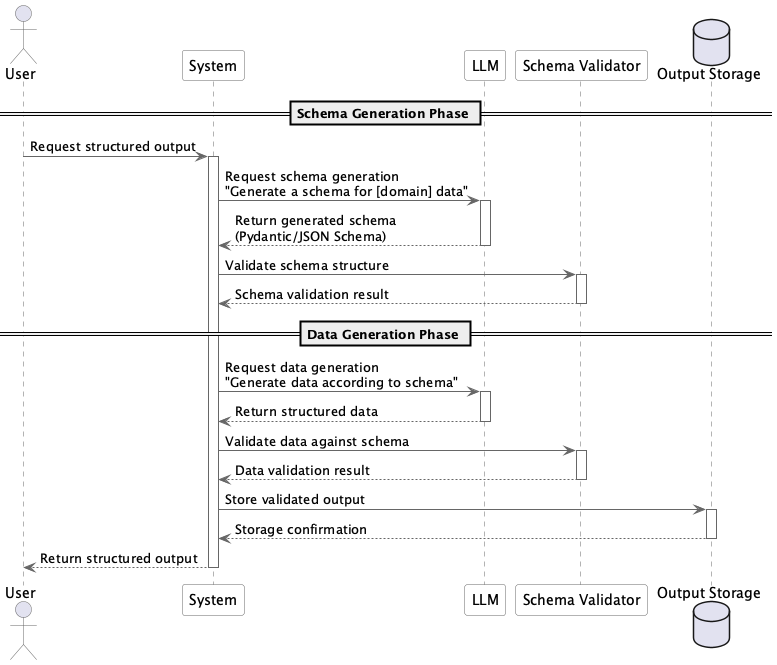 User
System
LLM
Schema Validator
Output Storage
Schema Generation Phase
Request structured output
Request schema generation
"Generate a schema for [domain] data"
Return generated schema
(Pydantic/JSON Schema)
Validate schema structure
Schema validation result
Data Generation Phase
Request data generation
"Generate data according to schema"
Return structured data
Validate data against schema
Data validation result
Store validated output
Storage confirmation
Return structured output
User
System
LLM
Schema Validator
Output Storage